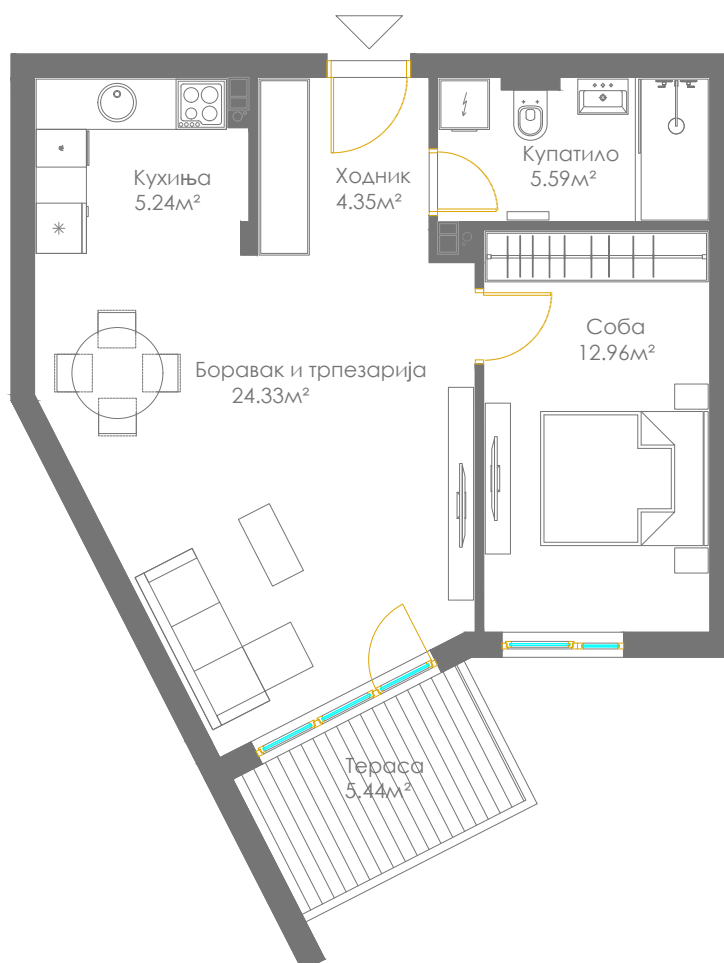 Кухиња
5.24м²
Ходник
4.35м²
Купатило
5.59м²
Соба
12.96м²
Боравак и трпезарија
24.33м²
Тераса
5.44м²